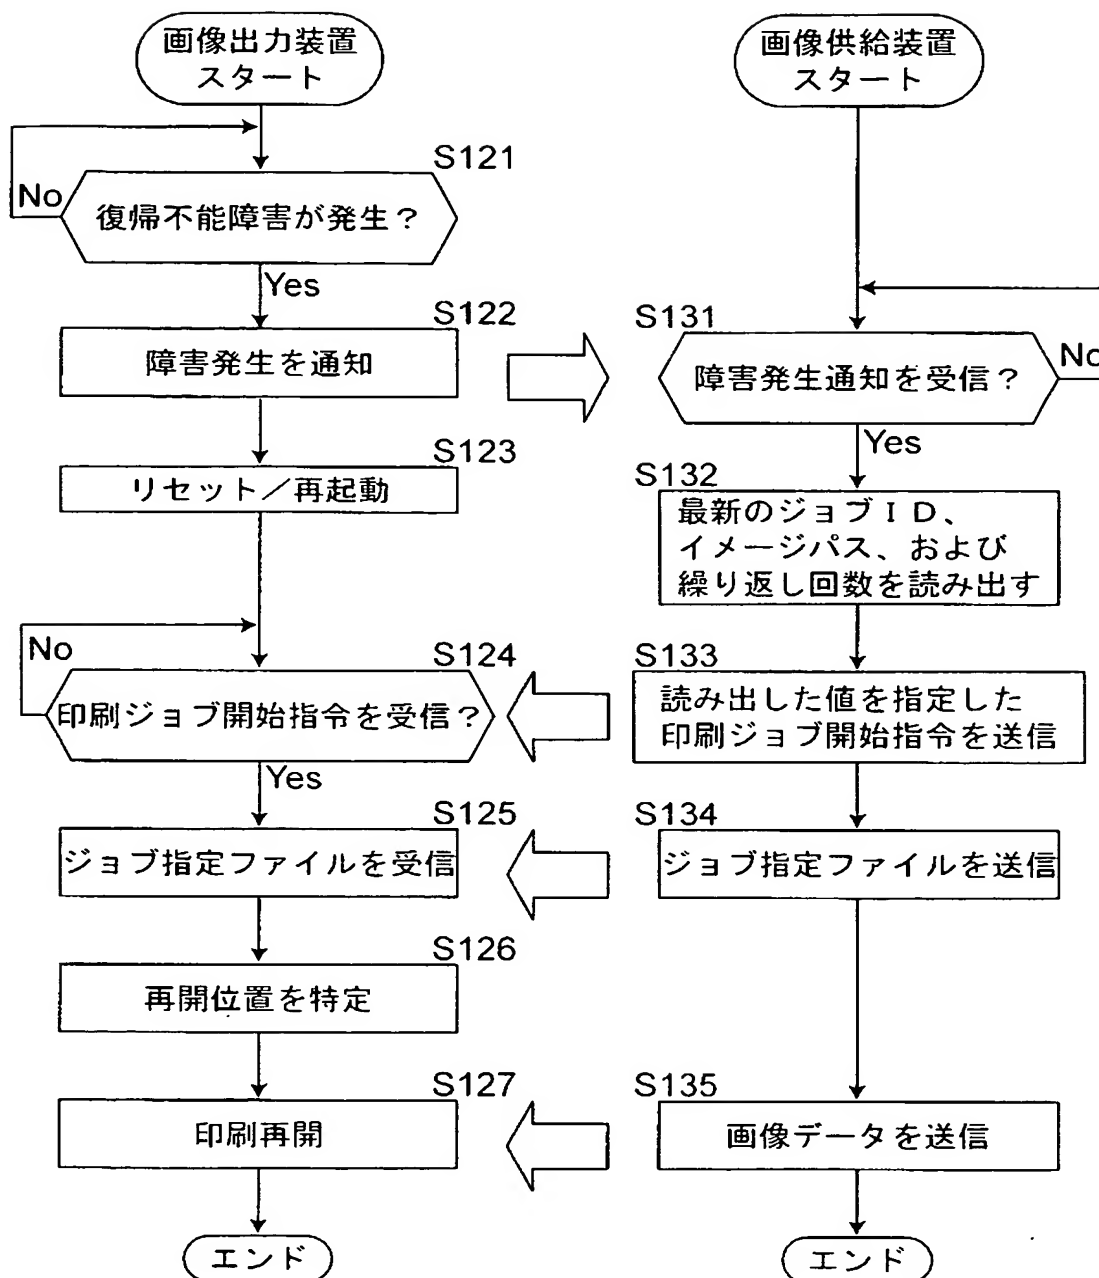 画像出力装置
スタート
S121
No
復帰不能障害が発生？
Yes
S122
障害発生を通知
S123
リセット／再起動
No
S124
印刷ジョブ開始指令を受信？
Yes
S125
ジョブ指定ファイルを受信
S126
再開位置を特定
S127
印刷再開
エンド
画像供給装置
スタート
S131
No
障害発生通知を受信？
Yes
S132
最新のジョブＩＤ、
イメージパス、および
繰り返し回数を読み出す
S133
読み出した値を指定した
印刷ジョブ開始指令を送信
S134
ジョブ指定ファイルを送信
S135
画像データを送信
エンド